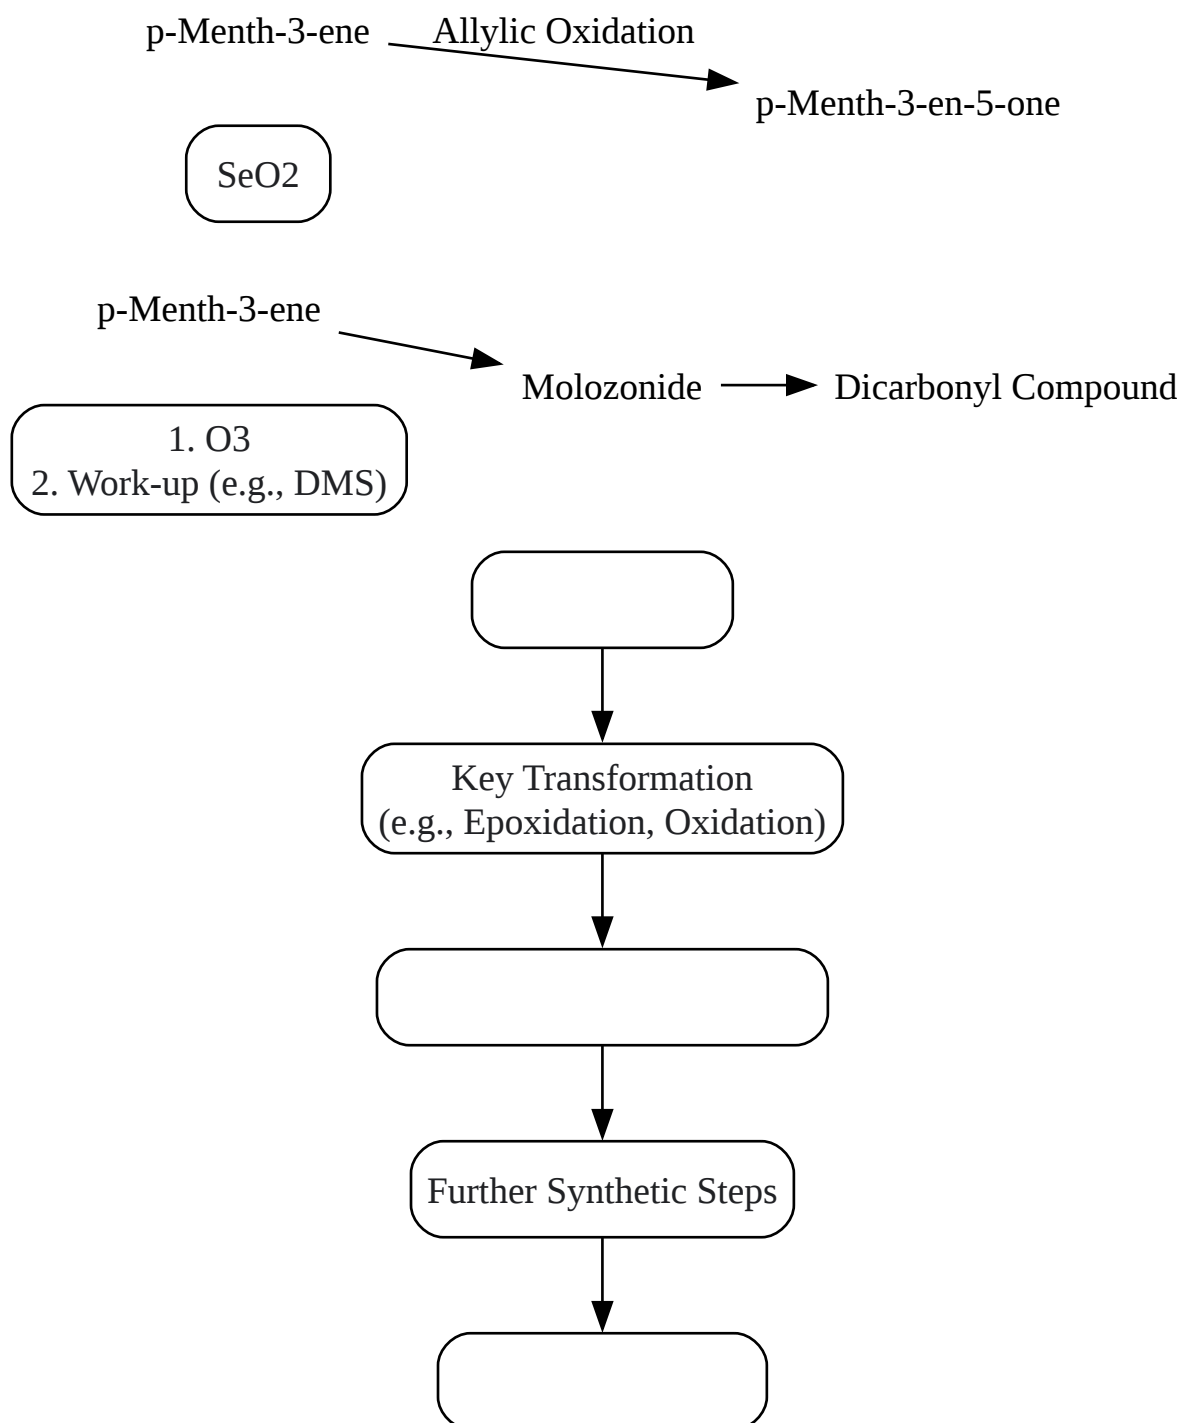 p-Menth-3-ene
Allylic Oxidation
p-Menth-3-en-5-one
SeO2
p-Menth-3-ene
Molozonide
Dicarbonyl Compound
1. O3
2. Work-up (e.g., DMS)
Key Transformation
(e.g., Epoxidation, Oxidation)
Further Synthetic Steps